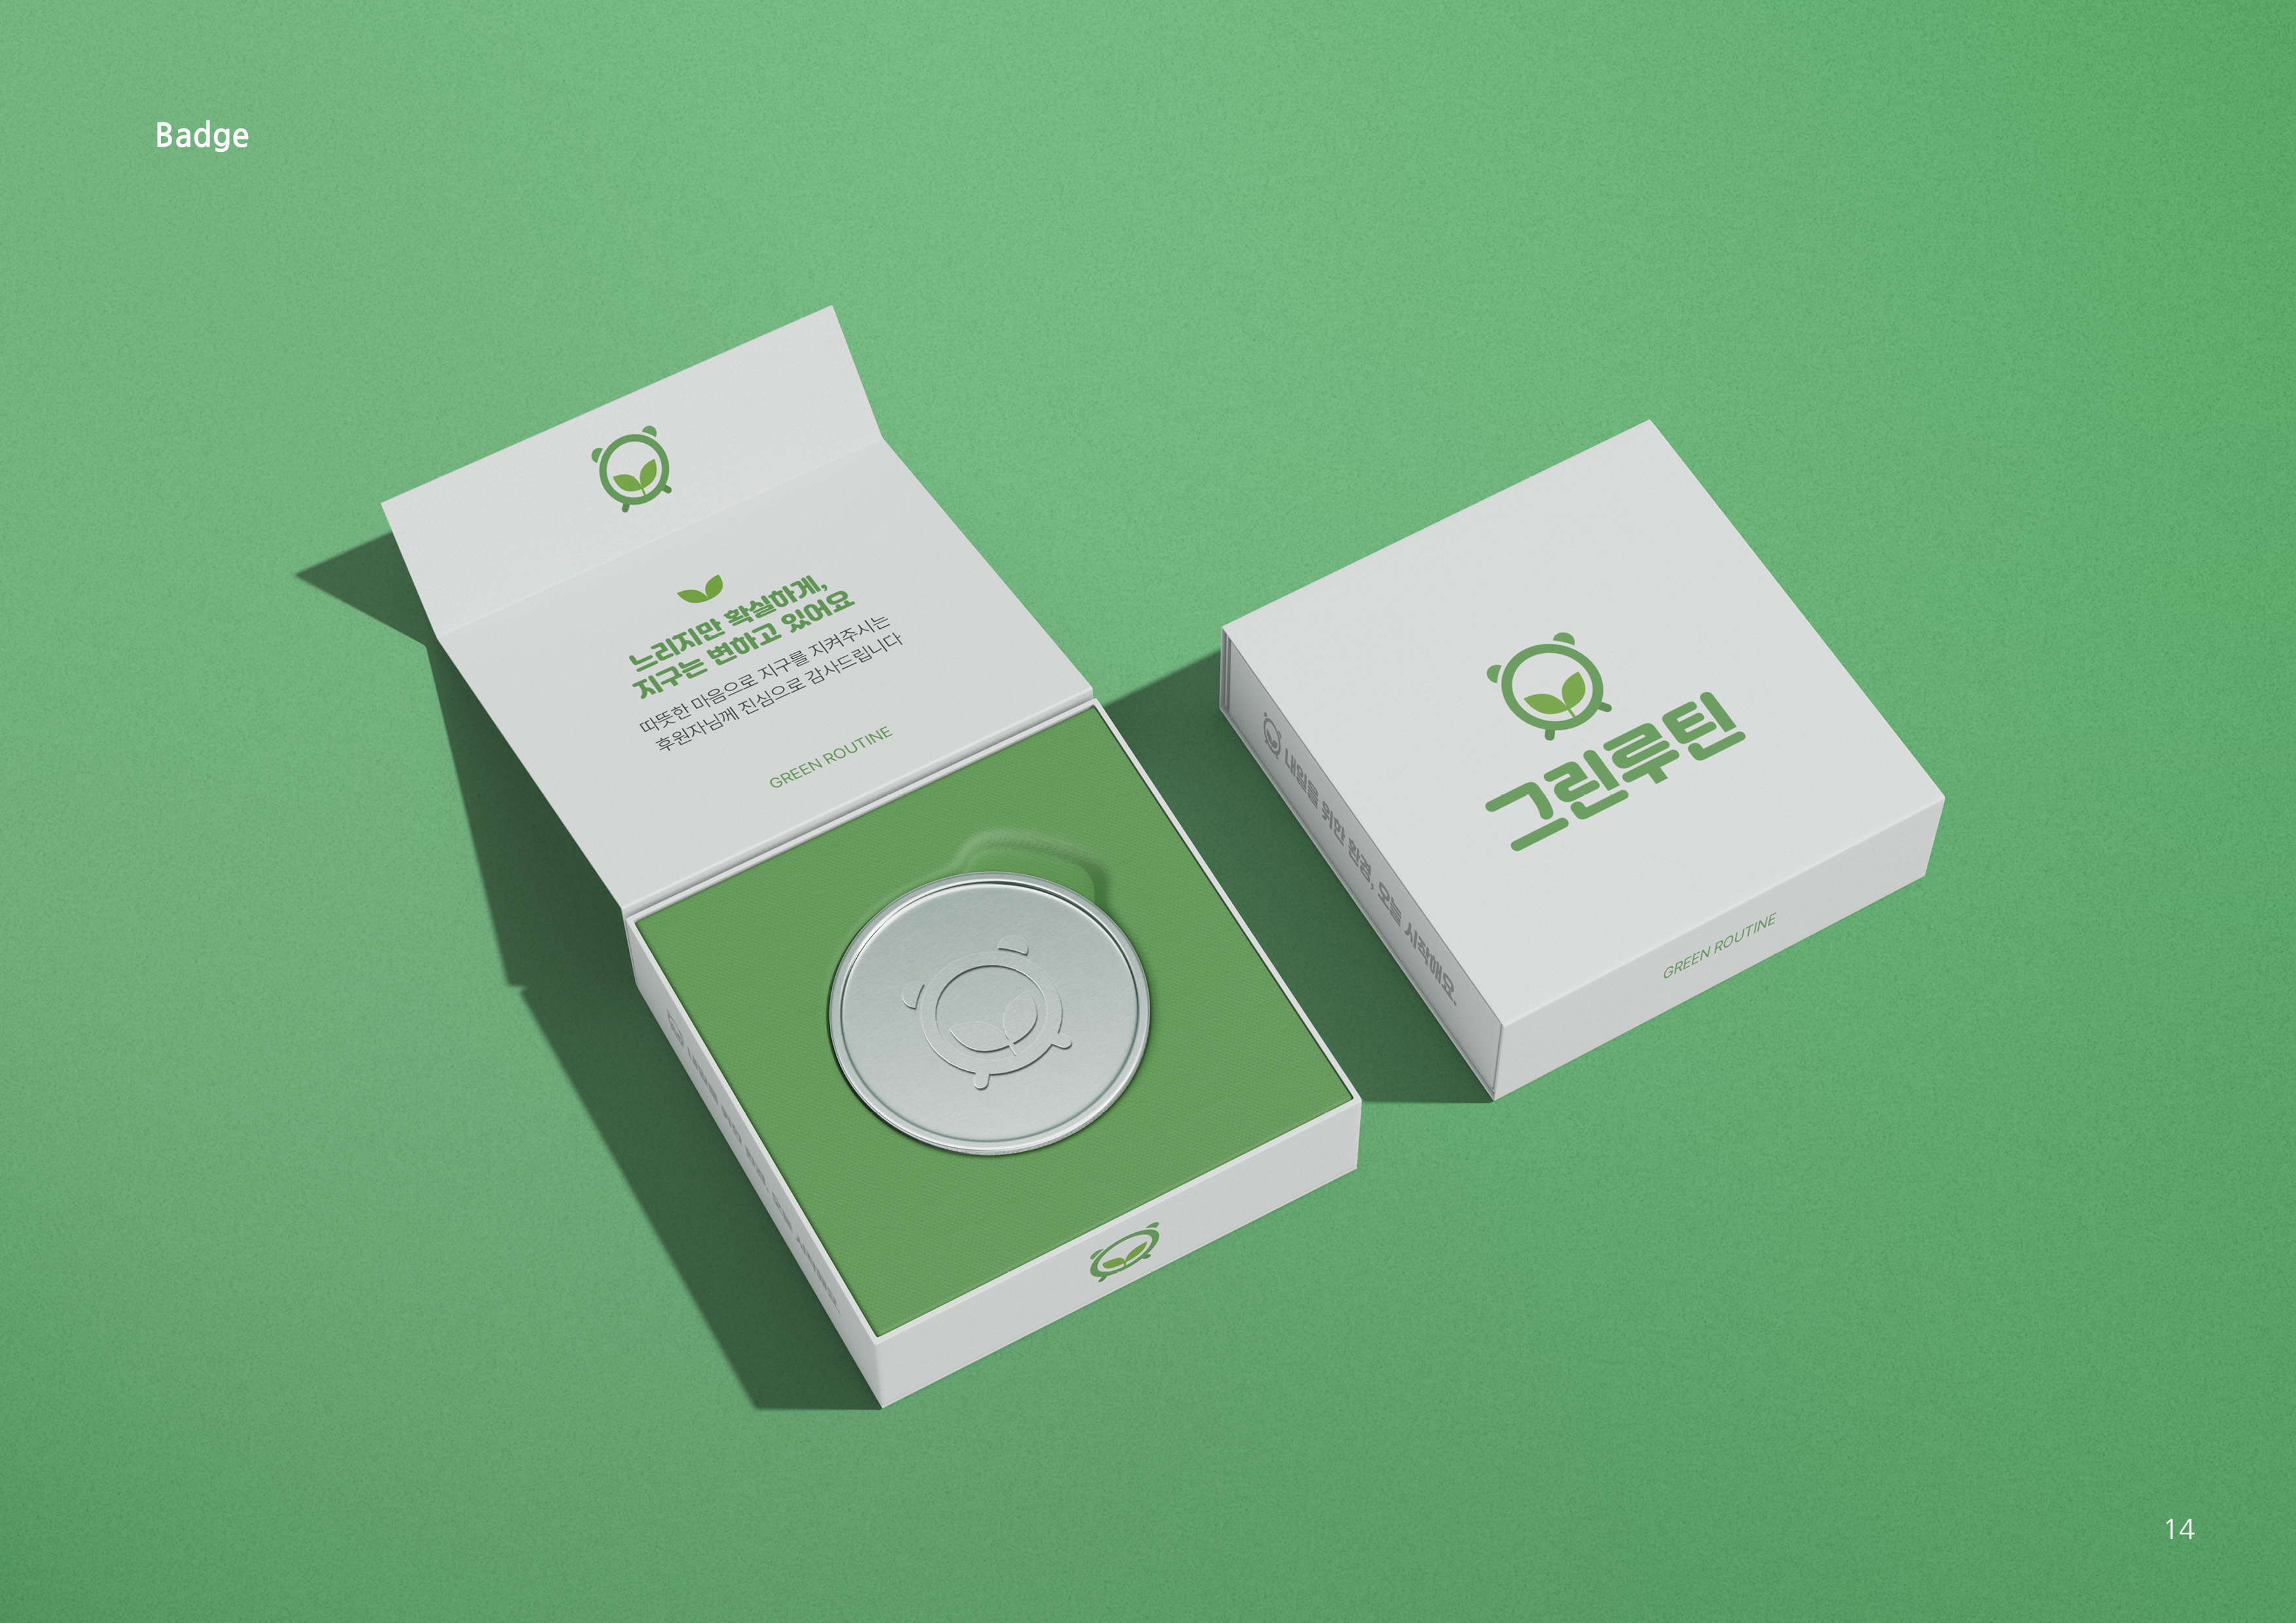 Badge
느리지만 확실하게,
지구는 변하고 있어요
따뜻한 마음으로 지구를 지켜주시는
후원자님께 진심으로 감사드립니다
GREEN ROUTINE
그린루틴
내일을 위한 환경, 오늘 시작해요.
GREEN ROUTINE
14